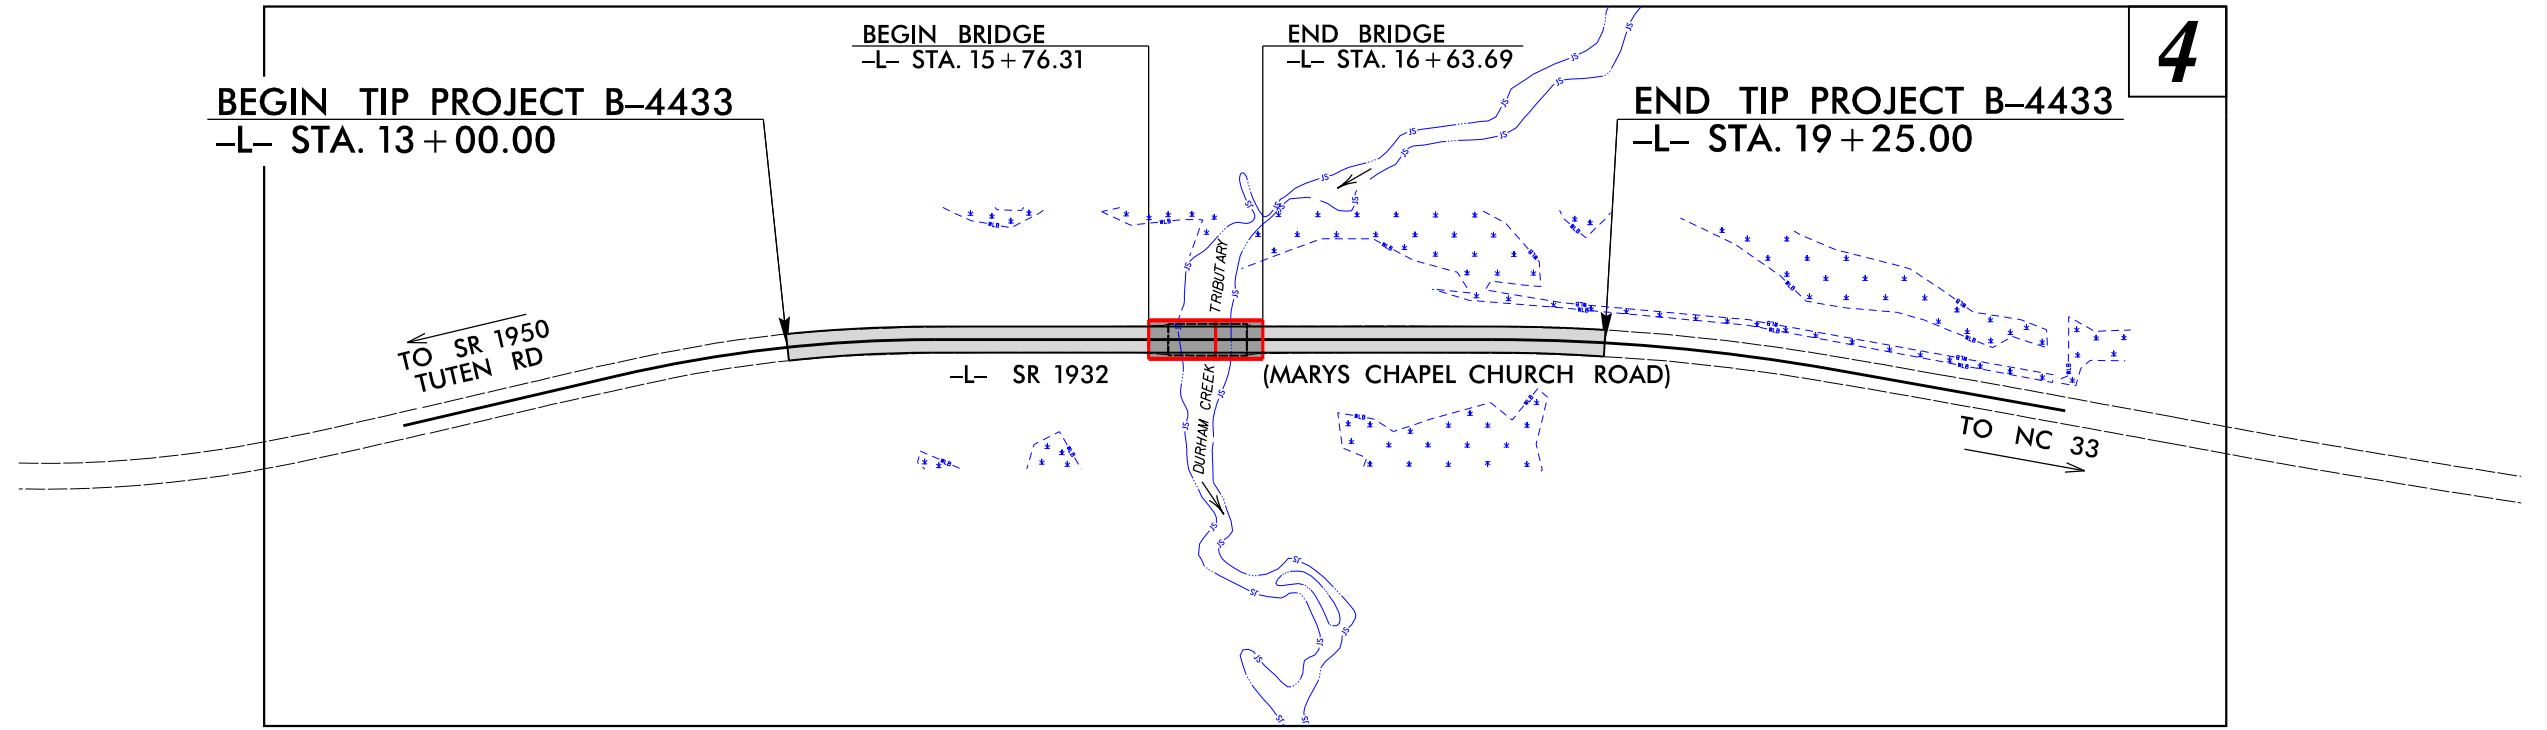 BEGIN BRIDGE
–L– STA. 15+76.31
END BRIDGE
–L– STA. 16+63.69
4
BEGIN TIP PROJECT B–4433
–L– STA. 13+00.00
END TIP PROJECT B–4433
–L– STA. 19+25.00
TO SR 1950
TUTEN RD
DURHAM CREEK TRIBUTARY
–L– SR 1932 (MARYS CHAPEL CHURCH ROAD)
TO NC 33